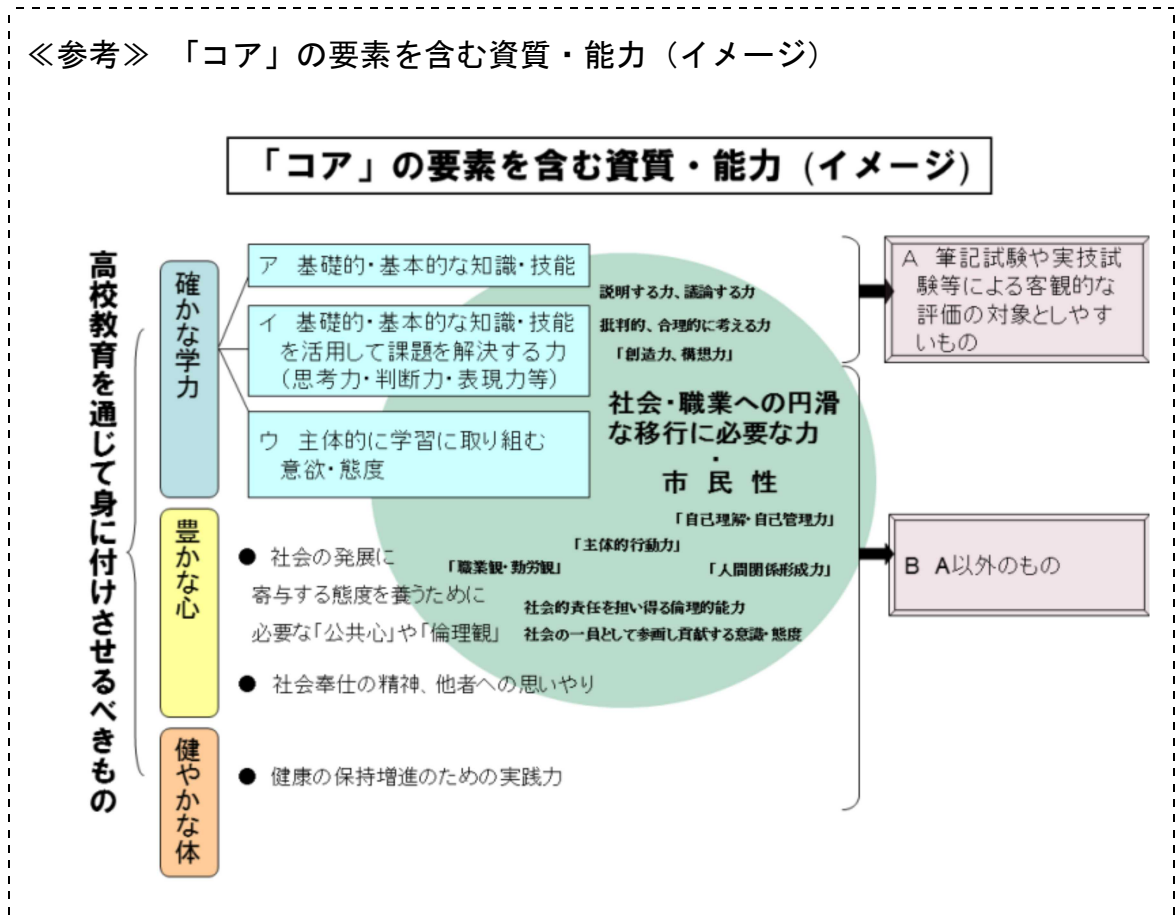 ≪参考≫ 「コア」の要素を含む資質・能力（イメージ）
「コア」の要素を含む資質・能力 (イメージ)
高校教育を通じて身に付けさせるべきもの
確かな学力
ア 基礎的・基本的な知識・技能
イ 基礎的・基本的な知識・技能
を活用して課題を解決する力
(思考力・判断力・表現力等)
ウ 主体的に学習に取り組む
意欲・態度
説明する力、議論する力
批判的、合理的に考える力
「創造力、構想力」
社会・職業への円滑
な移行に必要な力
・
市 民 性
「自己理解・自己管理力」
「主体的行動力」
「職業観・勤労観」
「人間関係形成力」
社会的責任を担い得る倫理的能力
社会の一員として参画し貢献する意識・態度
豊かな心
● 社会の発展に
寄与する態度を養うために
必要な「公共心」や「倫理観」
● 社会奉仕の精神、他者への思いやり
健やかな体
● 健康の保持増進のための実践力
A 筆記試験や実技試
験等による客観的な
評価の対象としやす
いもの
B A以外のもの